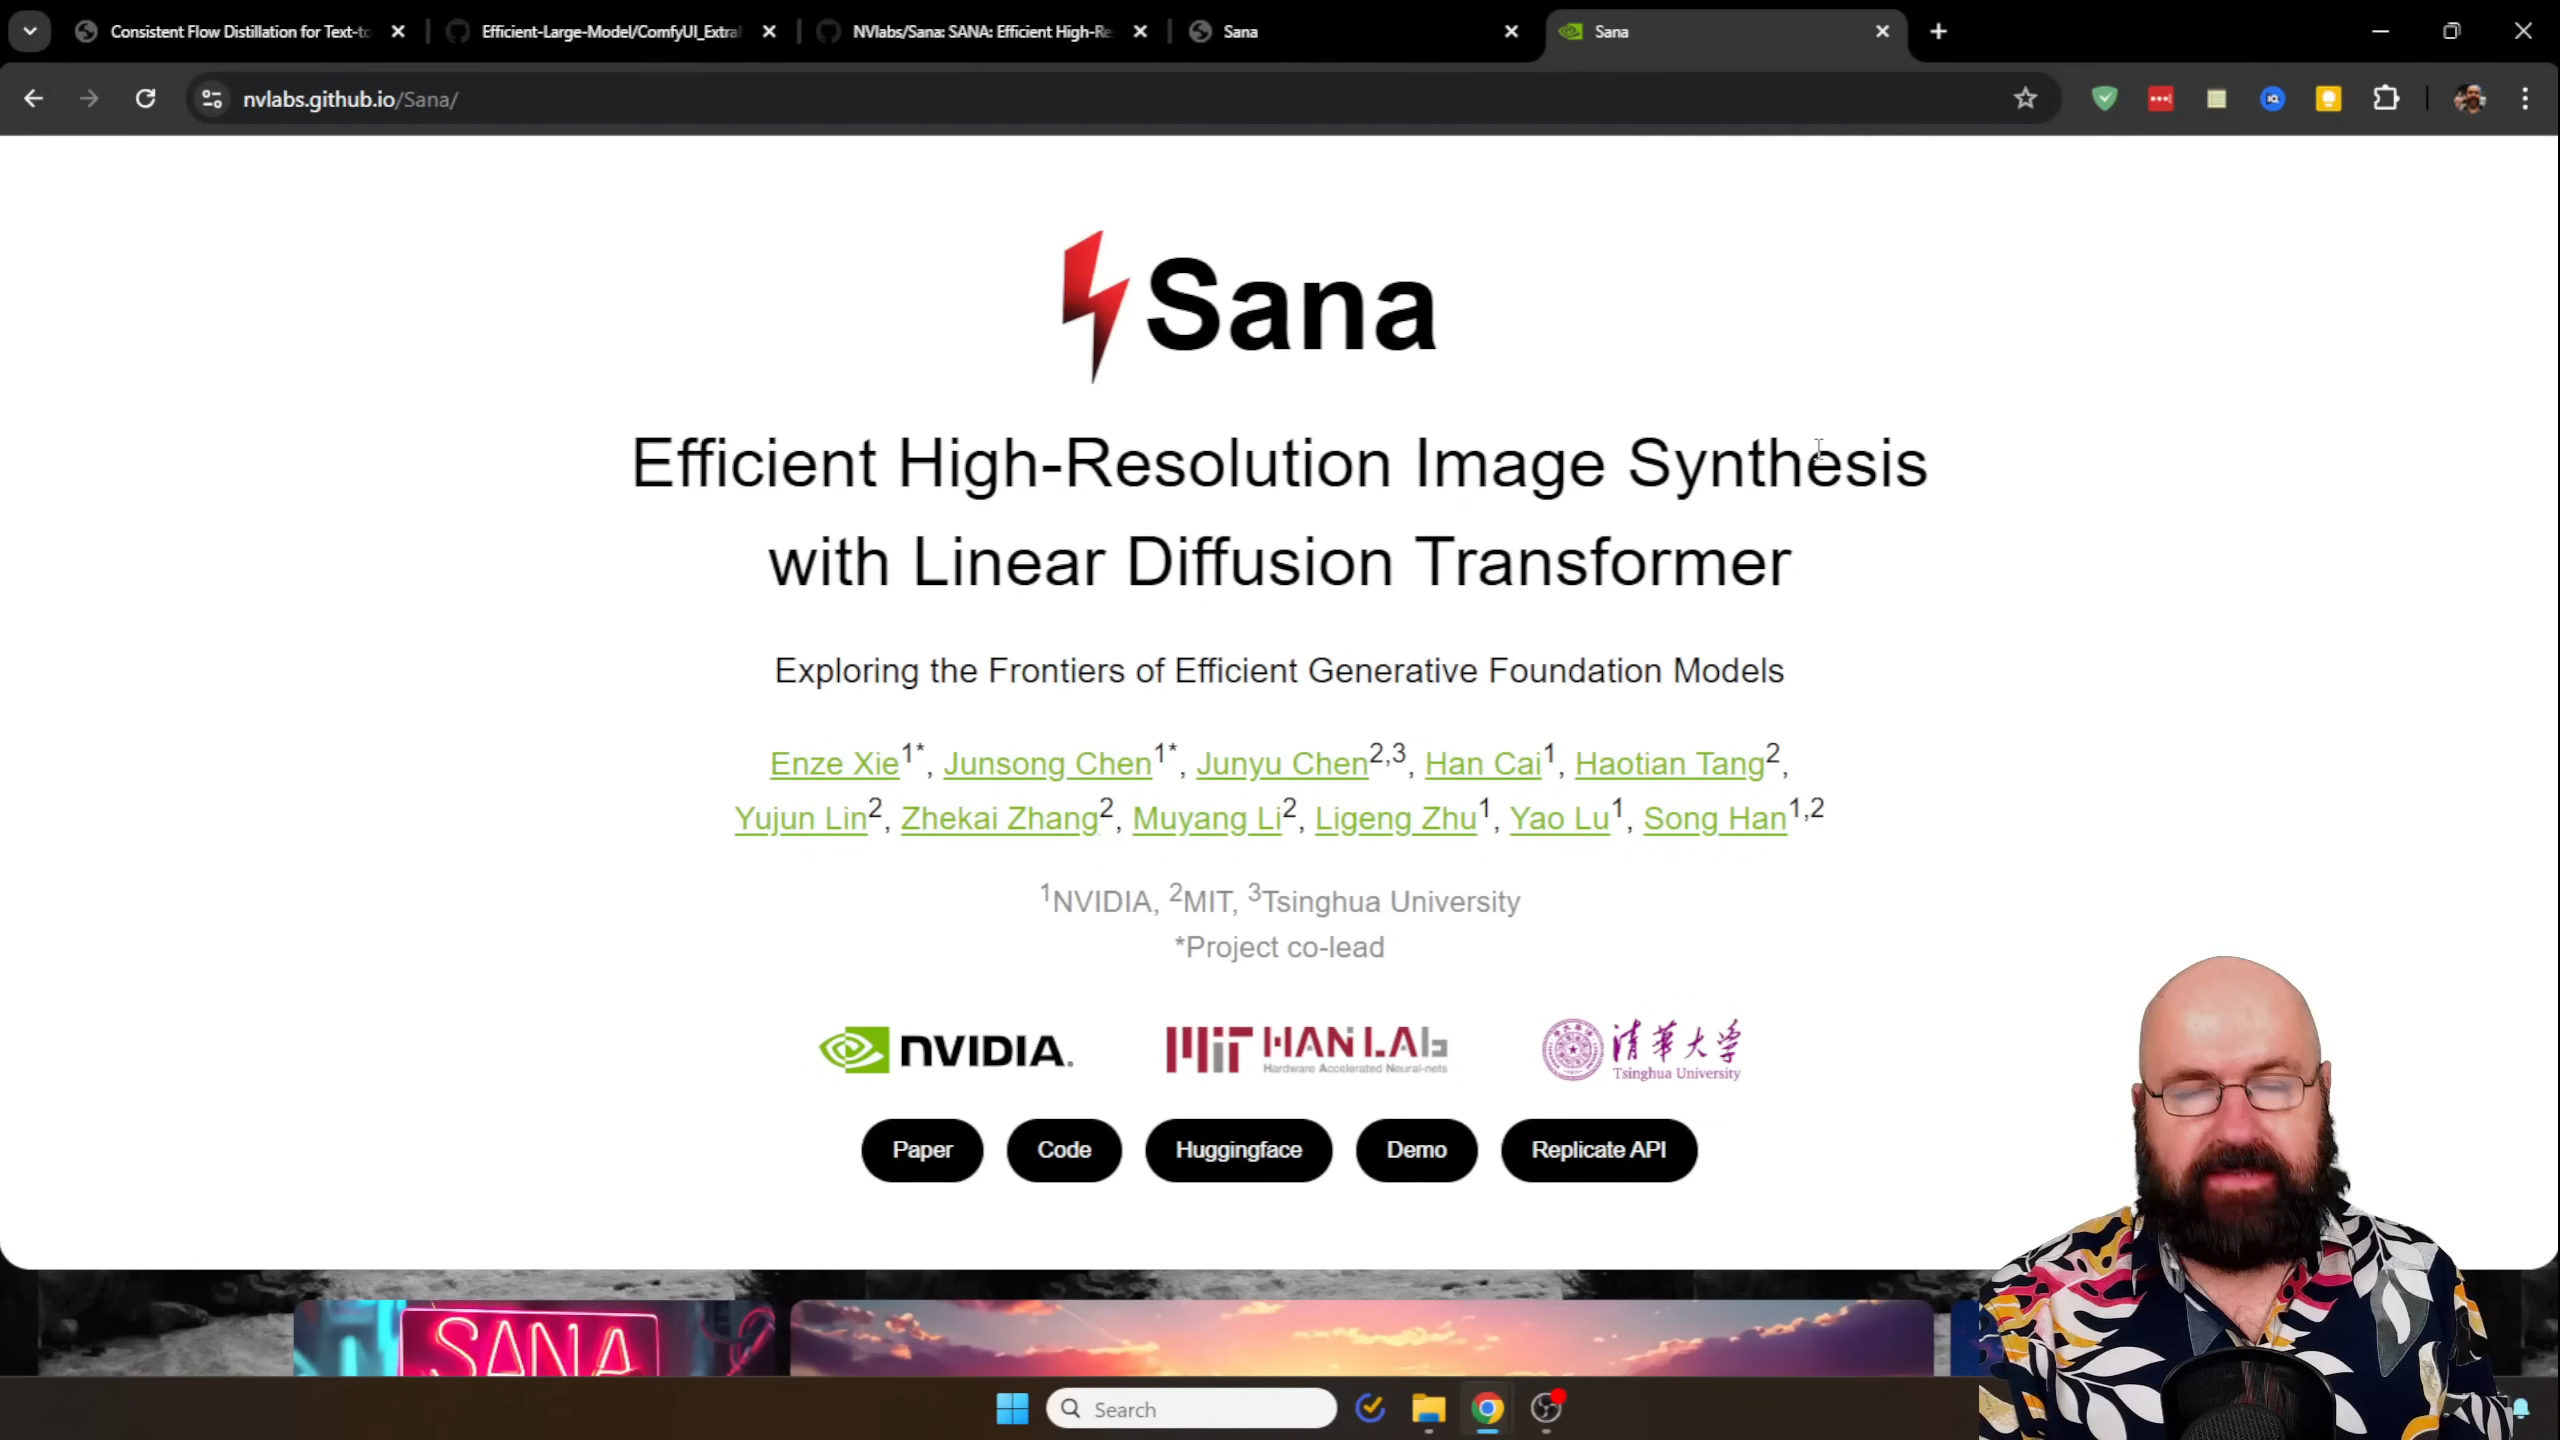 Consistent Flow Distillation for Text-to
Efficient-Large-Model/ComfyUI_Extra
NVlabs/Sana: SANA: Efficient High-Re
Sana
Sana
nvlabs.github.io/Sana/
Sana
Efficient High-Resolution Image Synthesis
with Linear Diffusion Transformer
Exploring the Frontiers of Efficient Generative Foundation Models
Enze Xie1*, Junsong Chen1*, Junyu Chen2,3, Han Cai1, Haotian Tang2,
Yujun Lin2, Zhekai Zhang2, Muyang Li2, Ligeng Zhu1, Yao Lu1, Song Han1,2
1NVIDIA, 2MIT, 3Tsinghua University
*Project co-lead
NVIDIA.
MIT HAN LAb
Hardware Accelerated Neural-nets
清華大学
Tsinghua University
Paper
Code
Huggingface
Demo
Replicate API
SANA
Search